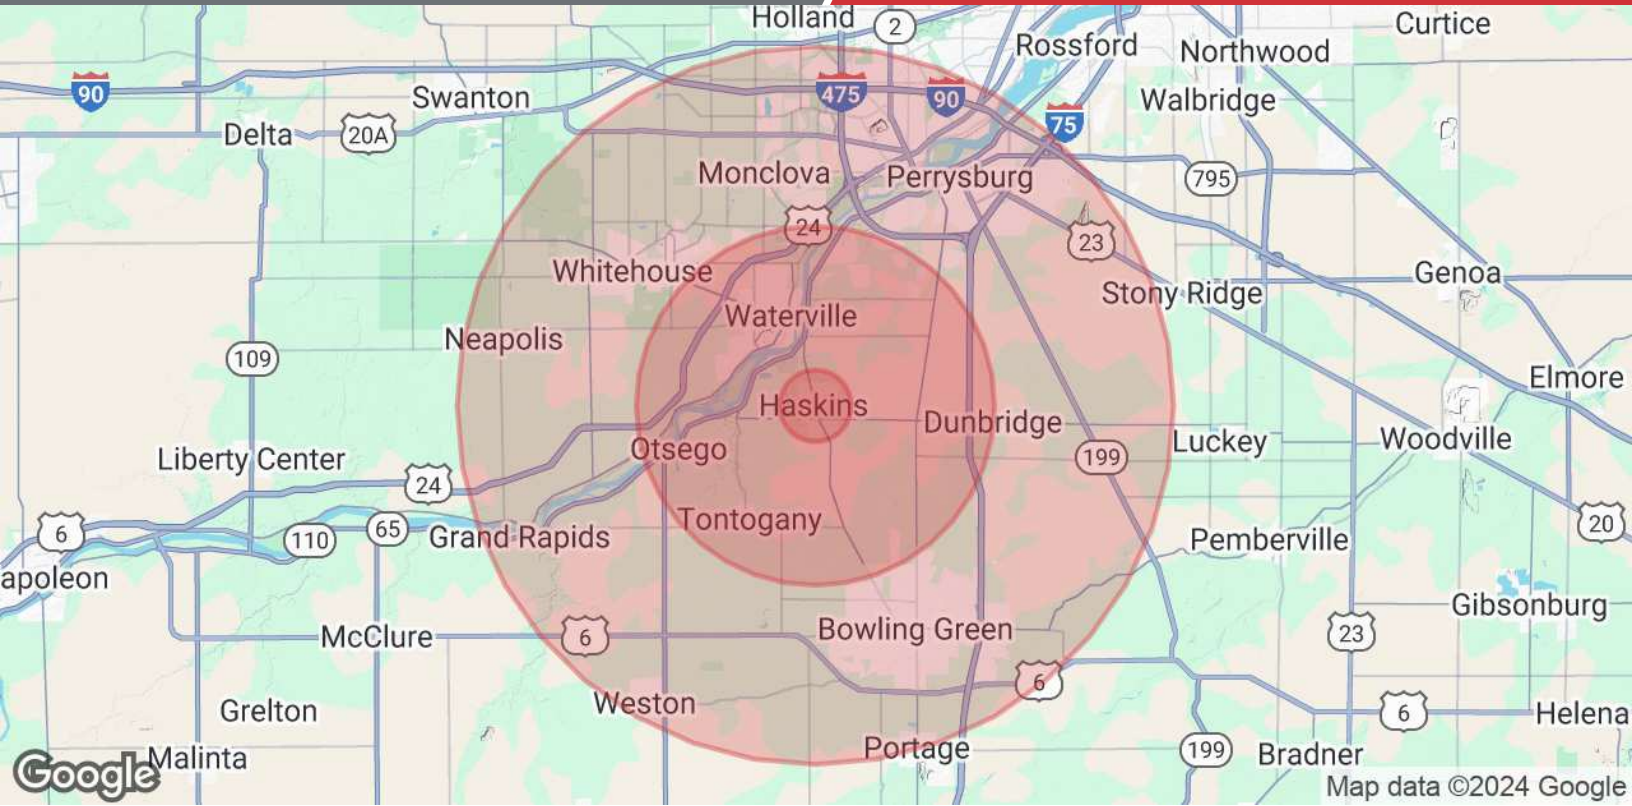 Holland
2
Curtice
Rossford
Northwood
90
Swanton
475
90
Walbridge
75
Delta
20A
Monclova
Perrysburg
795
24
23
Whitehouse
Genoa
Stony Ridge
Waterville
Neapolis
109
Elmore
Haskins
Dunbridge
Otsego
Luckey
Woodville
199
Liberty Center
24
6
65
110
Grand Rapids
Tontogany
20
Pemberville
apoleon
Gibsonburg
McClure
6
Bowling Green
23
6
Weston
Grelton
6
Helena
Portage
199
Bradner
Malinta
Google
Map data ©2024 Google